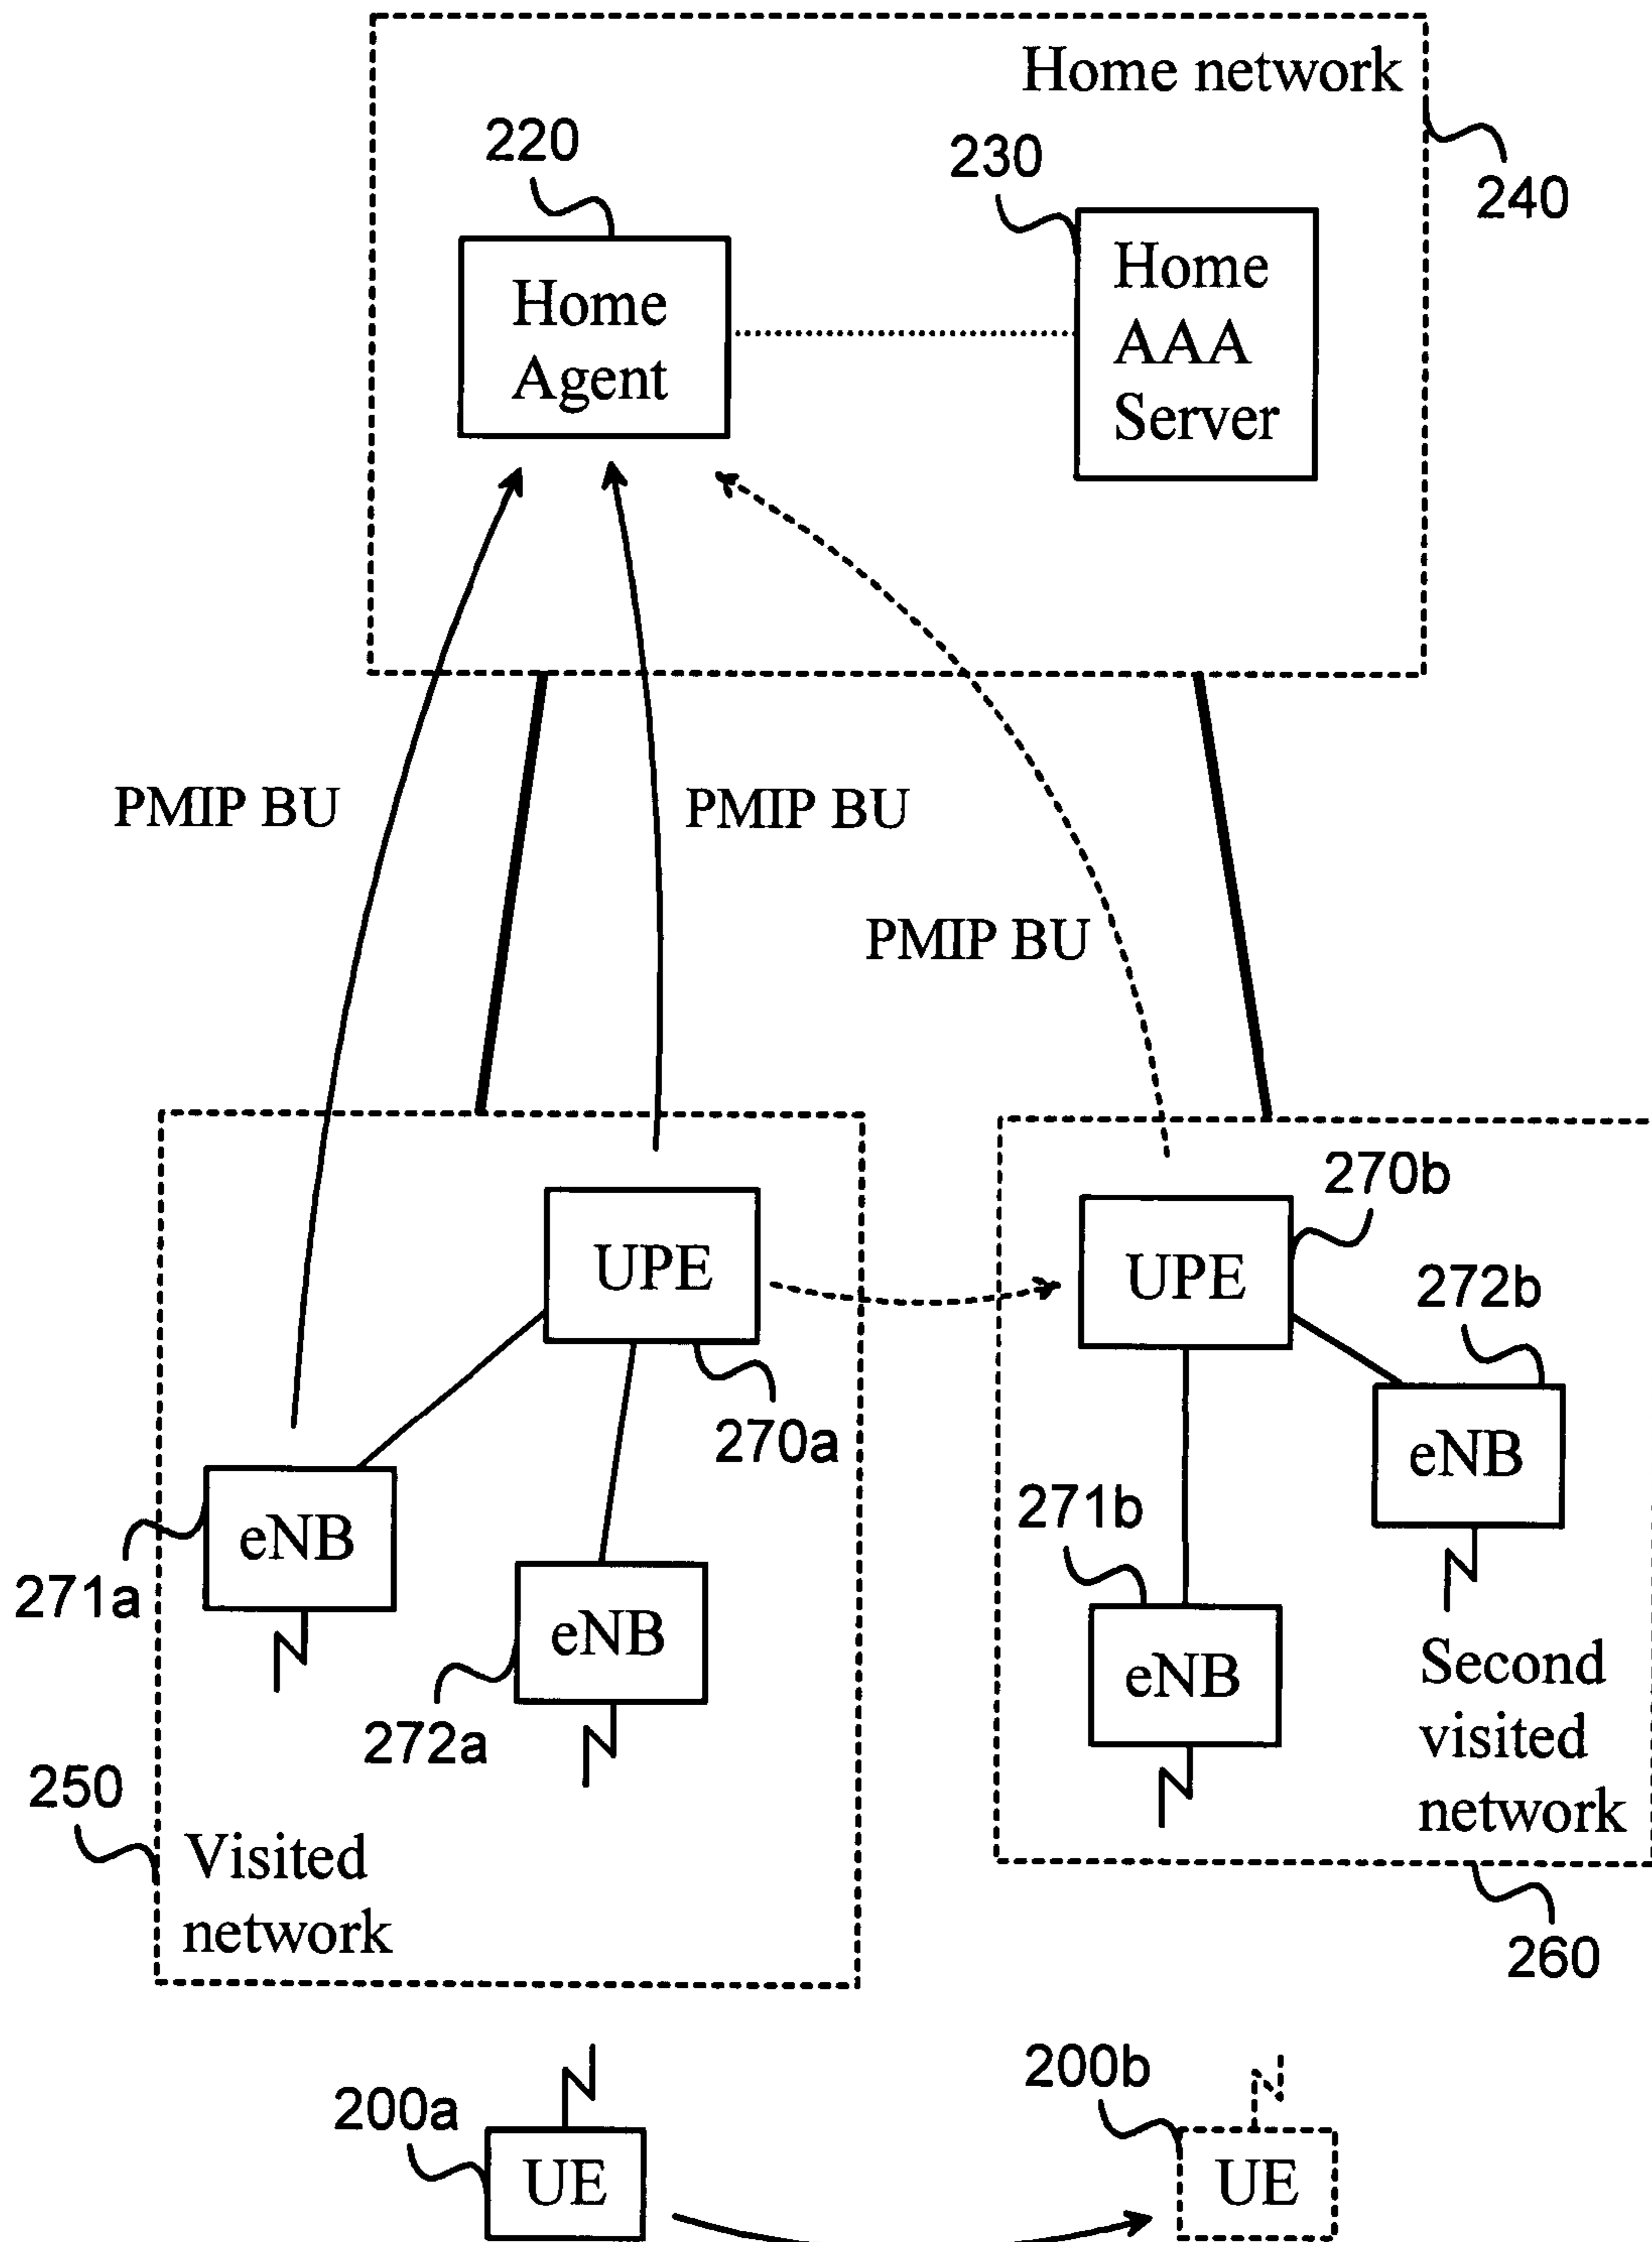 Home network
220
230
240
Home
Agent
Home
AAA
Server
PMIP BU
PMIP BU
PMIP BU
270b
UPE
UPE
272b
270a
eNB
271b
eNB
271a
eNB
272a
eNB
Second
visited
network
250
Visited
network
260
200a
200b
UE
UE